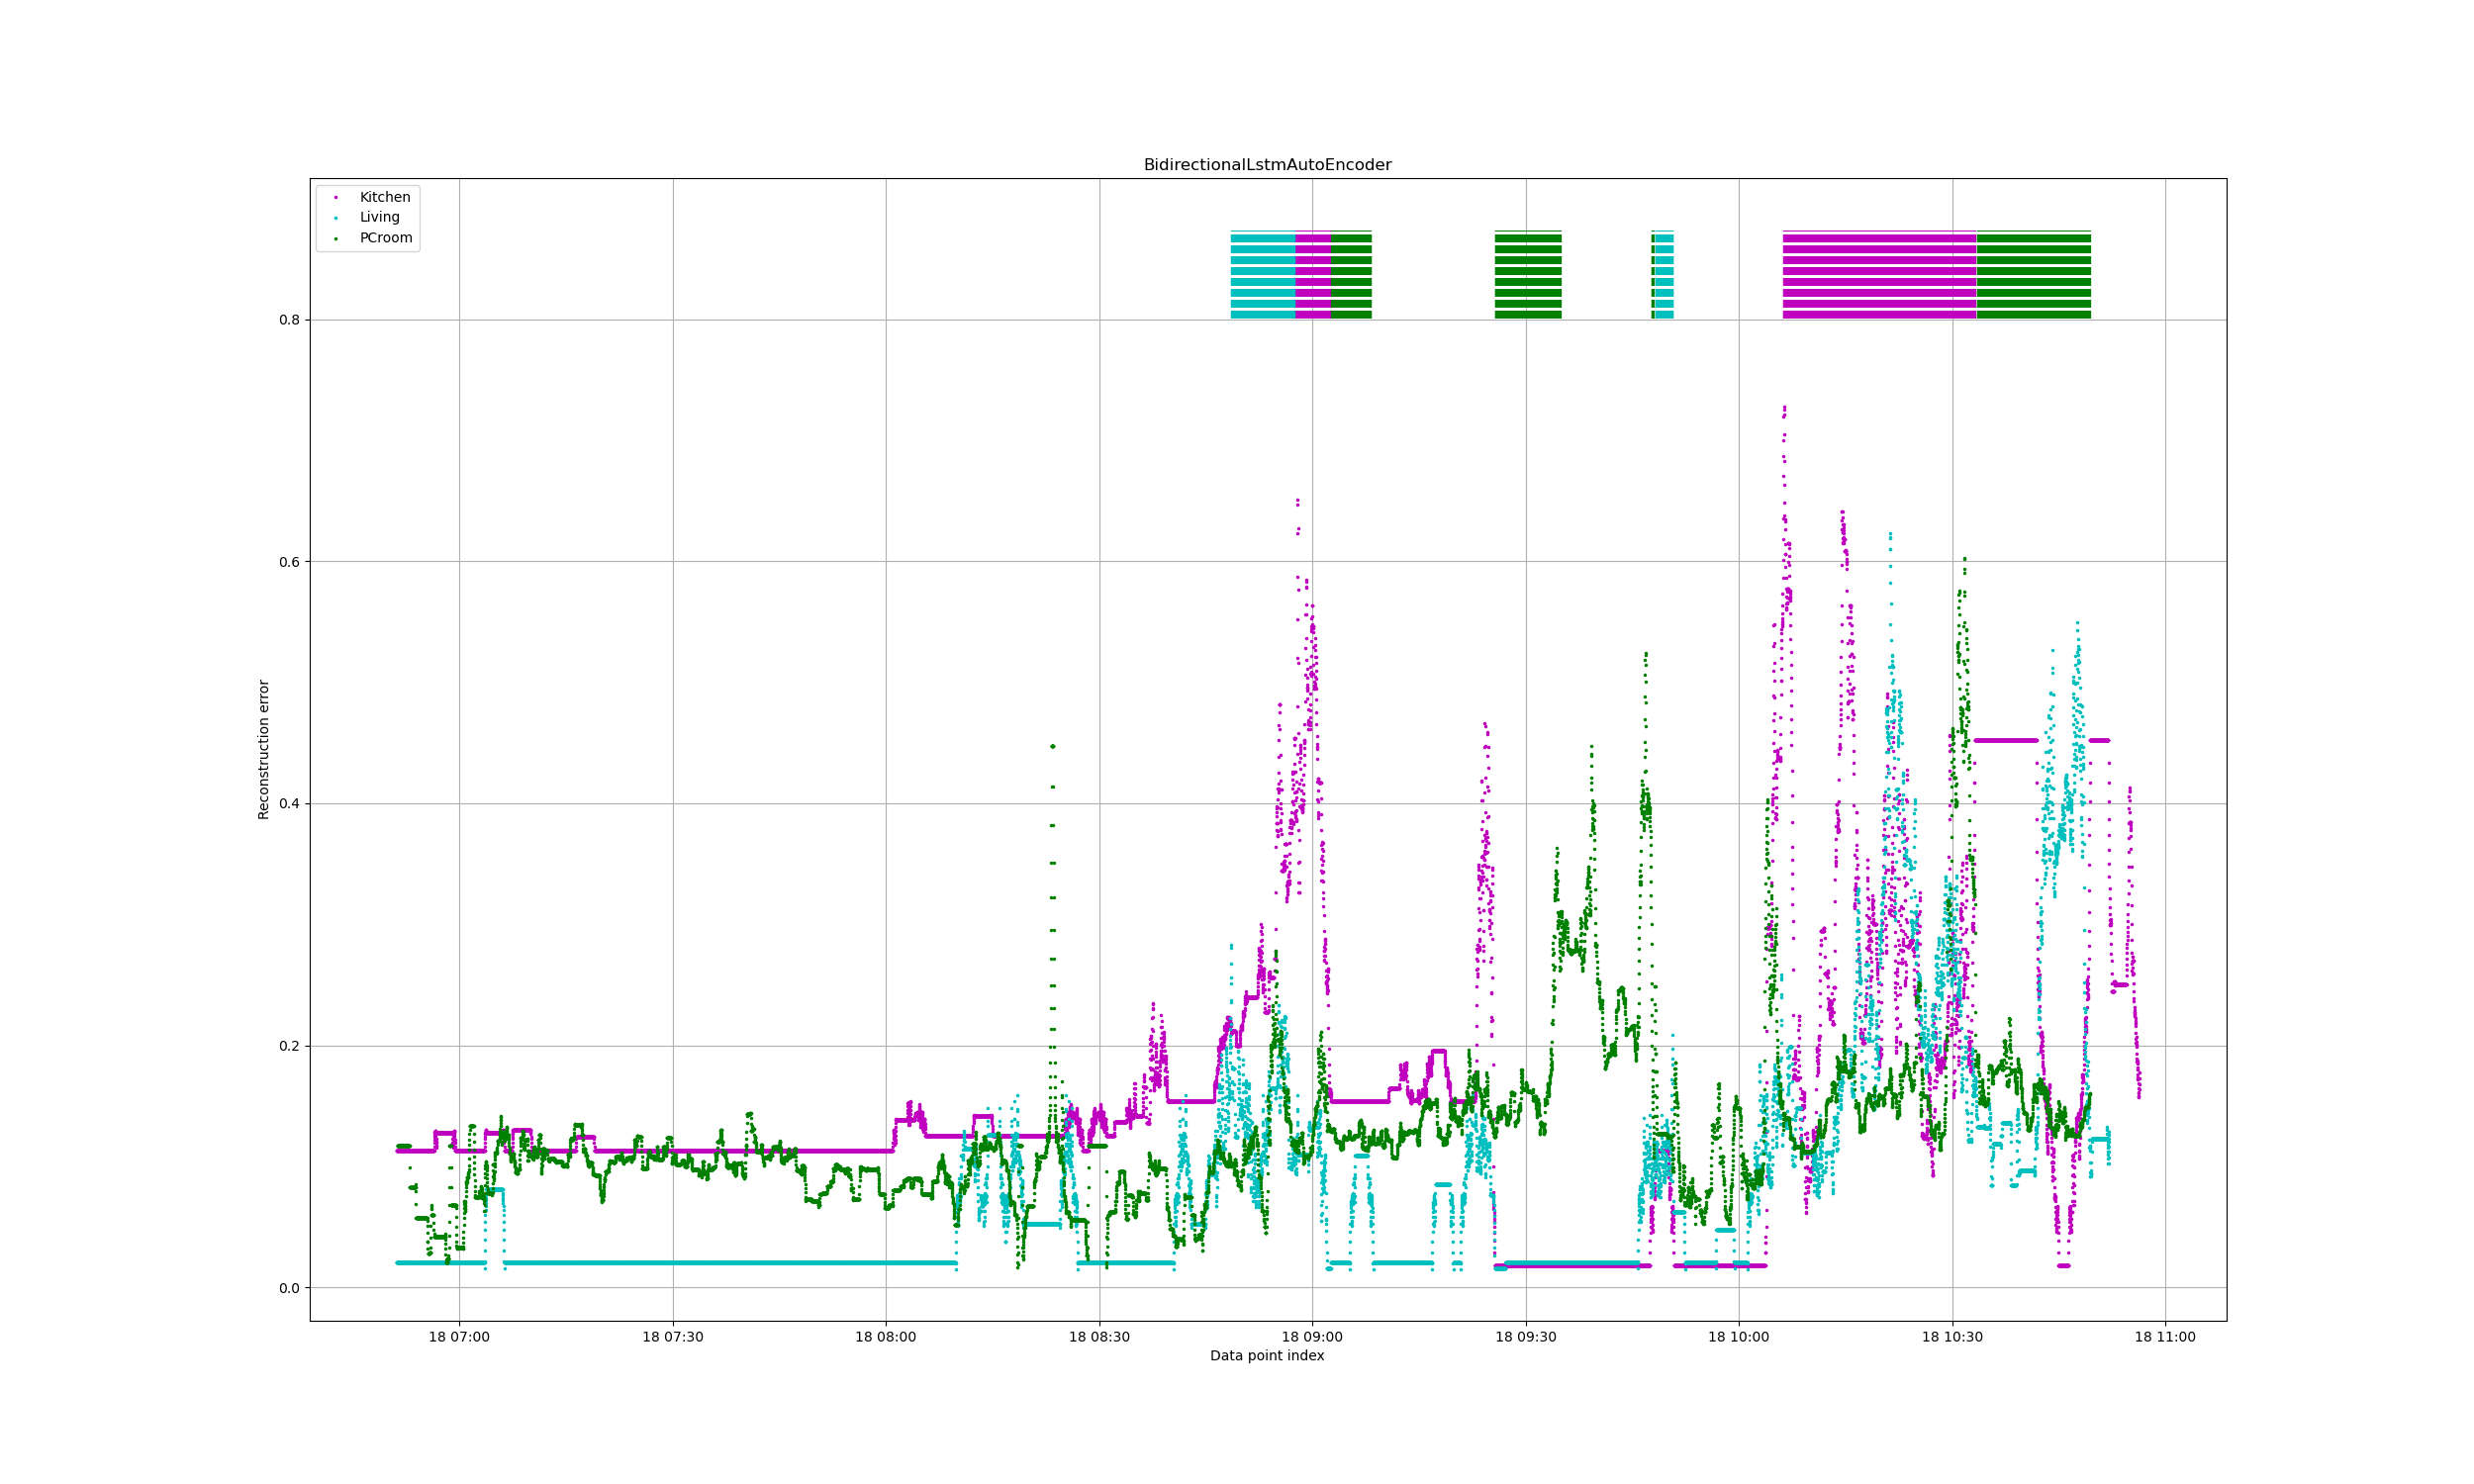 BidirectionalLstmAutoEncoder
Kitchen
Living
PCroom
0.8
0.6
0.4
0.2
0.0
Reconstruction error
18 07:00 18 07:30 18 08:00 18 08:30 18 09:00 18 09:30 18 10:00 18 10:30 18 11:00
Data point index